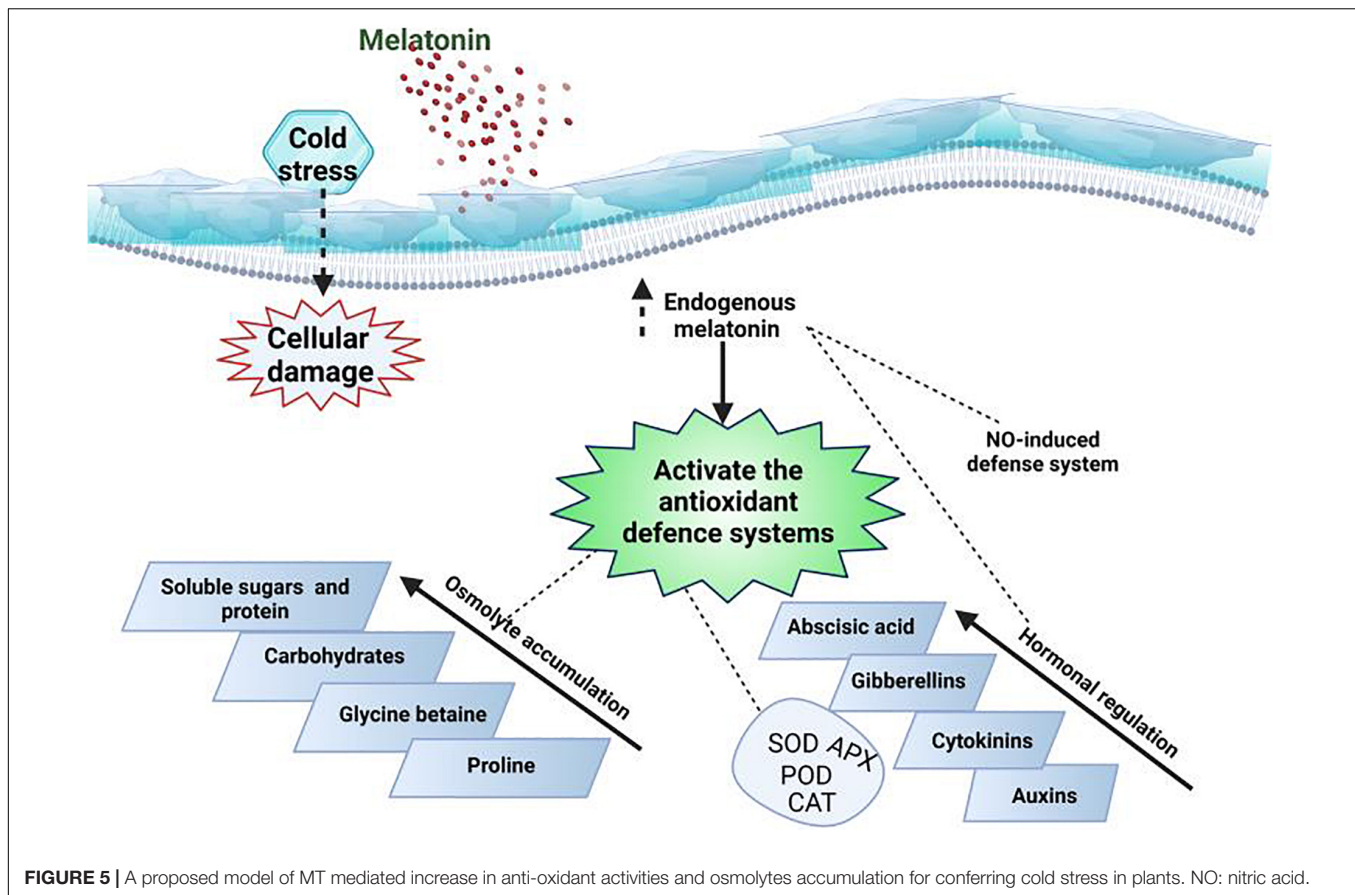 Melatonin
Cold
stress
Cellular
damage
Endogenous
melatonin
NO-induced
defense system
Activate the
antioxidant
defence systems
Soluble sugars and
protein
Carbohydrates
Glycine betaine
Proline
Osmolyte accumulation
SOD APX
POD
CAT
Abscisic acid
Gibberellins
Cytokinins
Auxins
Hormonal regulation
FIGURE 5 | A proposed model of MT mediated increase in anti-oxidant activities and osmolytes accumulation for conferring cold stress in plants. NO: nitric acid.